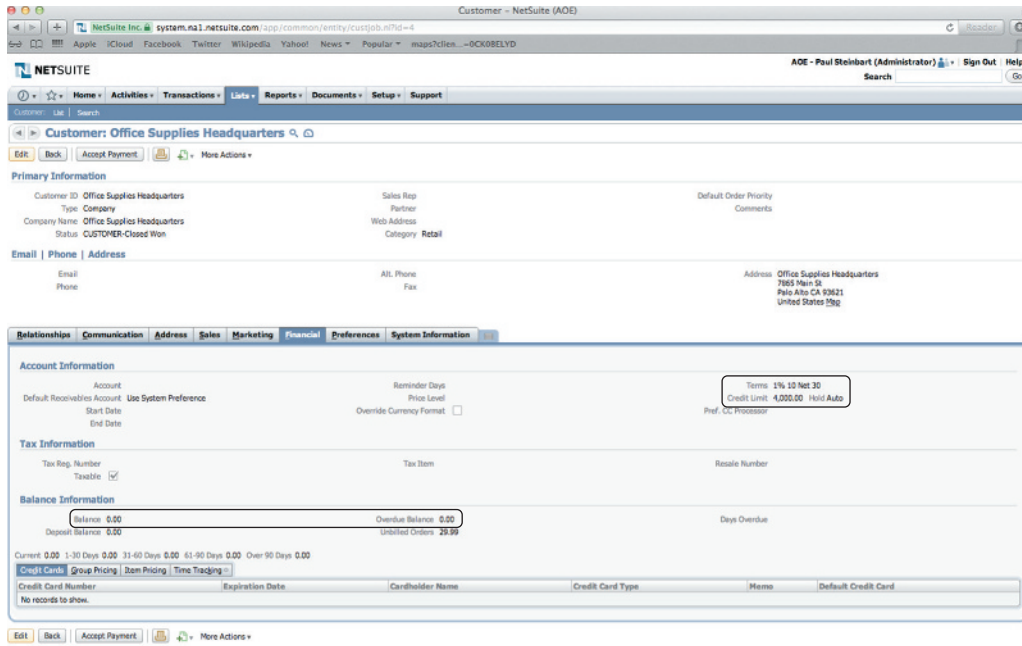 Customer – NetSuite (AOE)
NetSuite Inc. system.na1.netsuite.com/app/common/entity/custjob.nl?id=4 Reader
Apple iCloud Facebook Twitter Wikipedia Yahoo! News Popular maps?clien...=0CK0BELYD
NETSUITE
AOE - Paul Steinbart (Administrator) Sign Out Help
Search Go
Home Activities Transactions Lists Reports Documents Setup Support
Customer: List | Search
Customer: Office Supplies Headquarters
Edit Back Accept Payment More Actions
Primary Information
Customer ID Office Supplies Headquarters Sales Rep Default Order Priority
Type Company Partner Comments
Company Name Office Supplies Headquarters Web Address
Status CUSTOMER-Closed Won Category Retail
Email | Phone | Address
Email Alt. Phone Address Office Supplies Headquarters
Phone Fax 7865 Main St
Palo Alto CA 93621
United States Map
Relationships Communication Address Sales Marketing Financial Preferences System Information
Account Information
Account Reminder Days Terms 1% 10 Net 30
Default Receivables Account Use System Preference Price Level Credit Limit 4,000.00 Hold Auto
Start Date Override Currency Format Pref. CC Processor
End Date
Tax Information
Tax Reg. Number Tax Item Resale Number
Taxable
Balance Information
Balance 0.00 Overdue Balance 0.00 Days Overdue
Deposit Balance 0.00 Unbilled Orders 29.99
Current 0.00 1-30 Days 0.00 31-60 Days 0.00 61-90 Days 0.00 Over 90 Days 0.00
Credit Cards Group Pricing Item Pricing Time Tracking
Credit Card Number Expiration Date Cardholder Name Credit Card Type Memo Default Credit Card
No records to show.
Edit Back Accept Payment More Actions